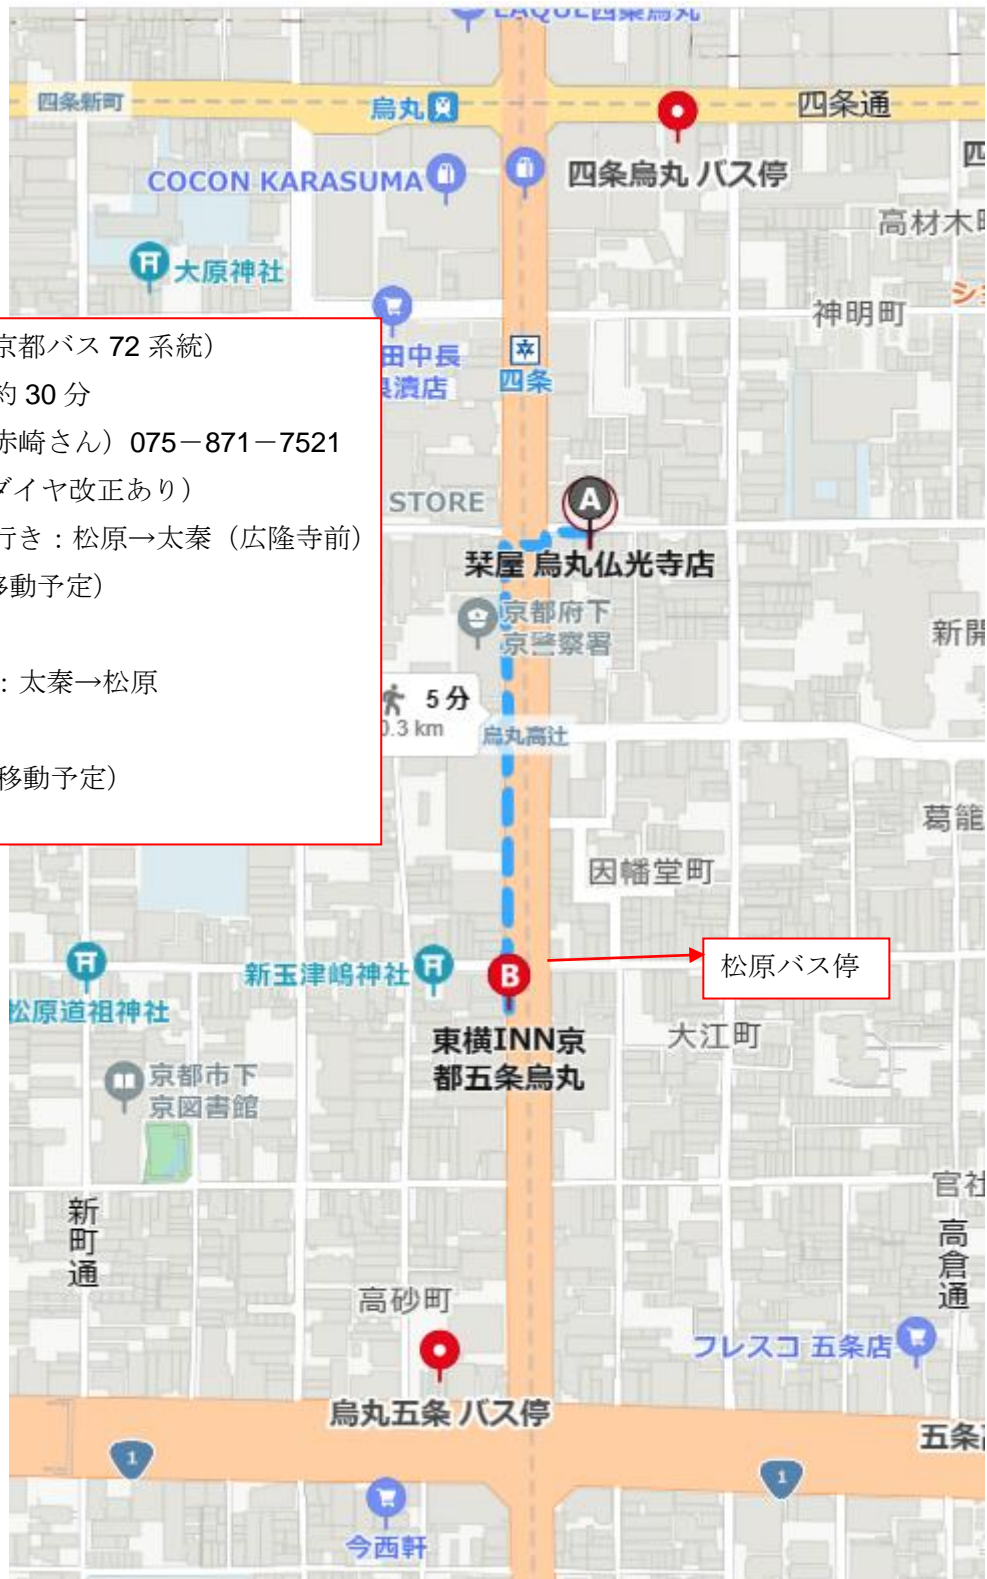 LAQUE四条烏丸
四条新町
烏丸
四条通
COCON KARASUMA
四条烏丸 バス停
四
高材木町
大原神社
神明町
シ
京都バス 72 系統）
約 30 分
赤崎さん）075－871－7521
ダイヤ改正あり）
行き：松原→太秦（広隆寺前）
移動予定）
：太秦→松原
移動予定）
田中長
良漬店
四条
STORE
A
栞屋 烏丸仏光寺店
京都府下
京警察署
新開
5 分
0.3 km
烏丸高辻
葛籠
因幡堂町
松原バス停
新玉津嶋神社
B
松原道祖神社
東横INN京
都五条烏丸
大江町
京都市下
京図書館
官社
新町通
高倉通
高砂町
フレスコ 五条店
烏丸五条 バス停
五条高
1
1
今西軒